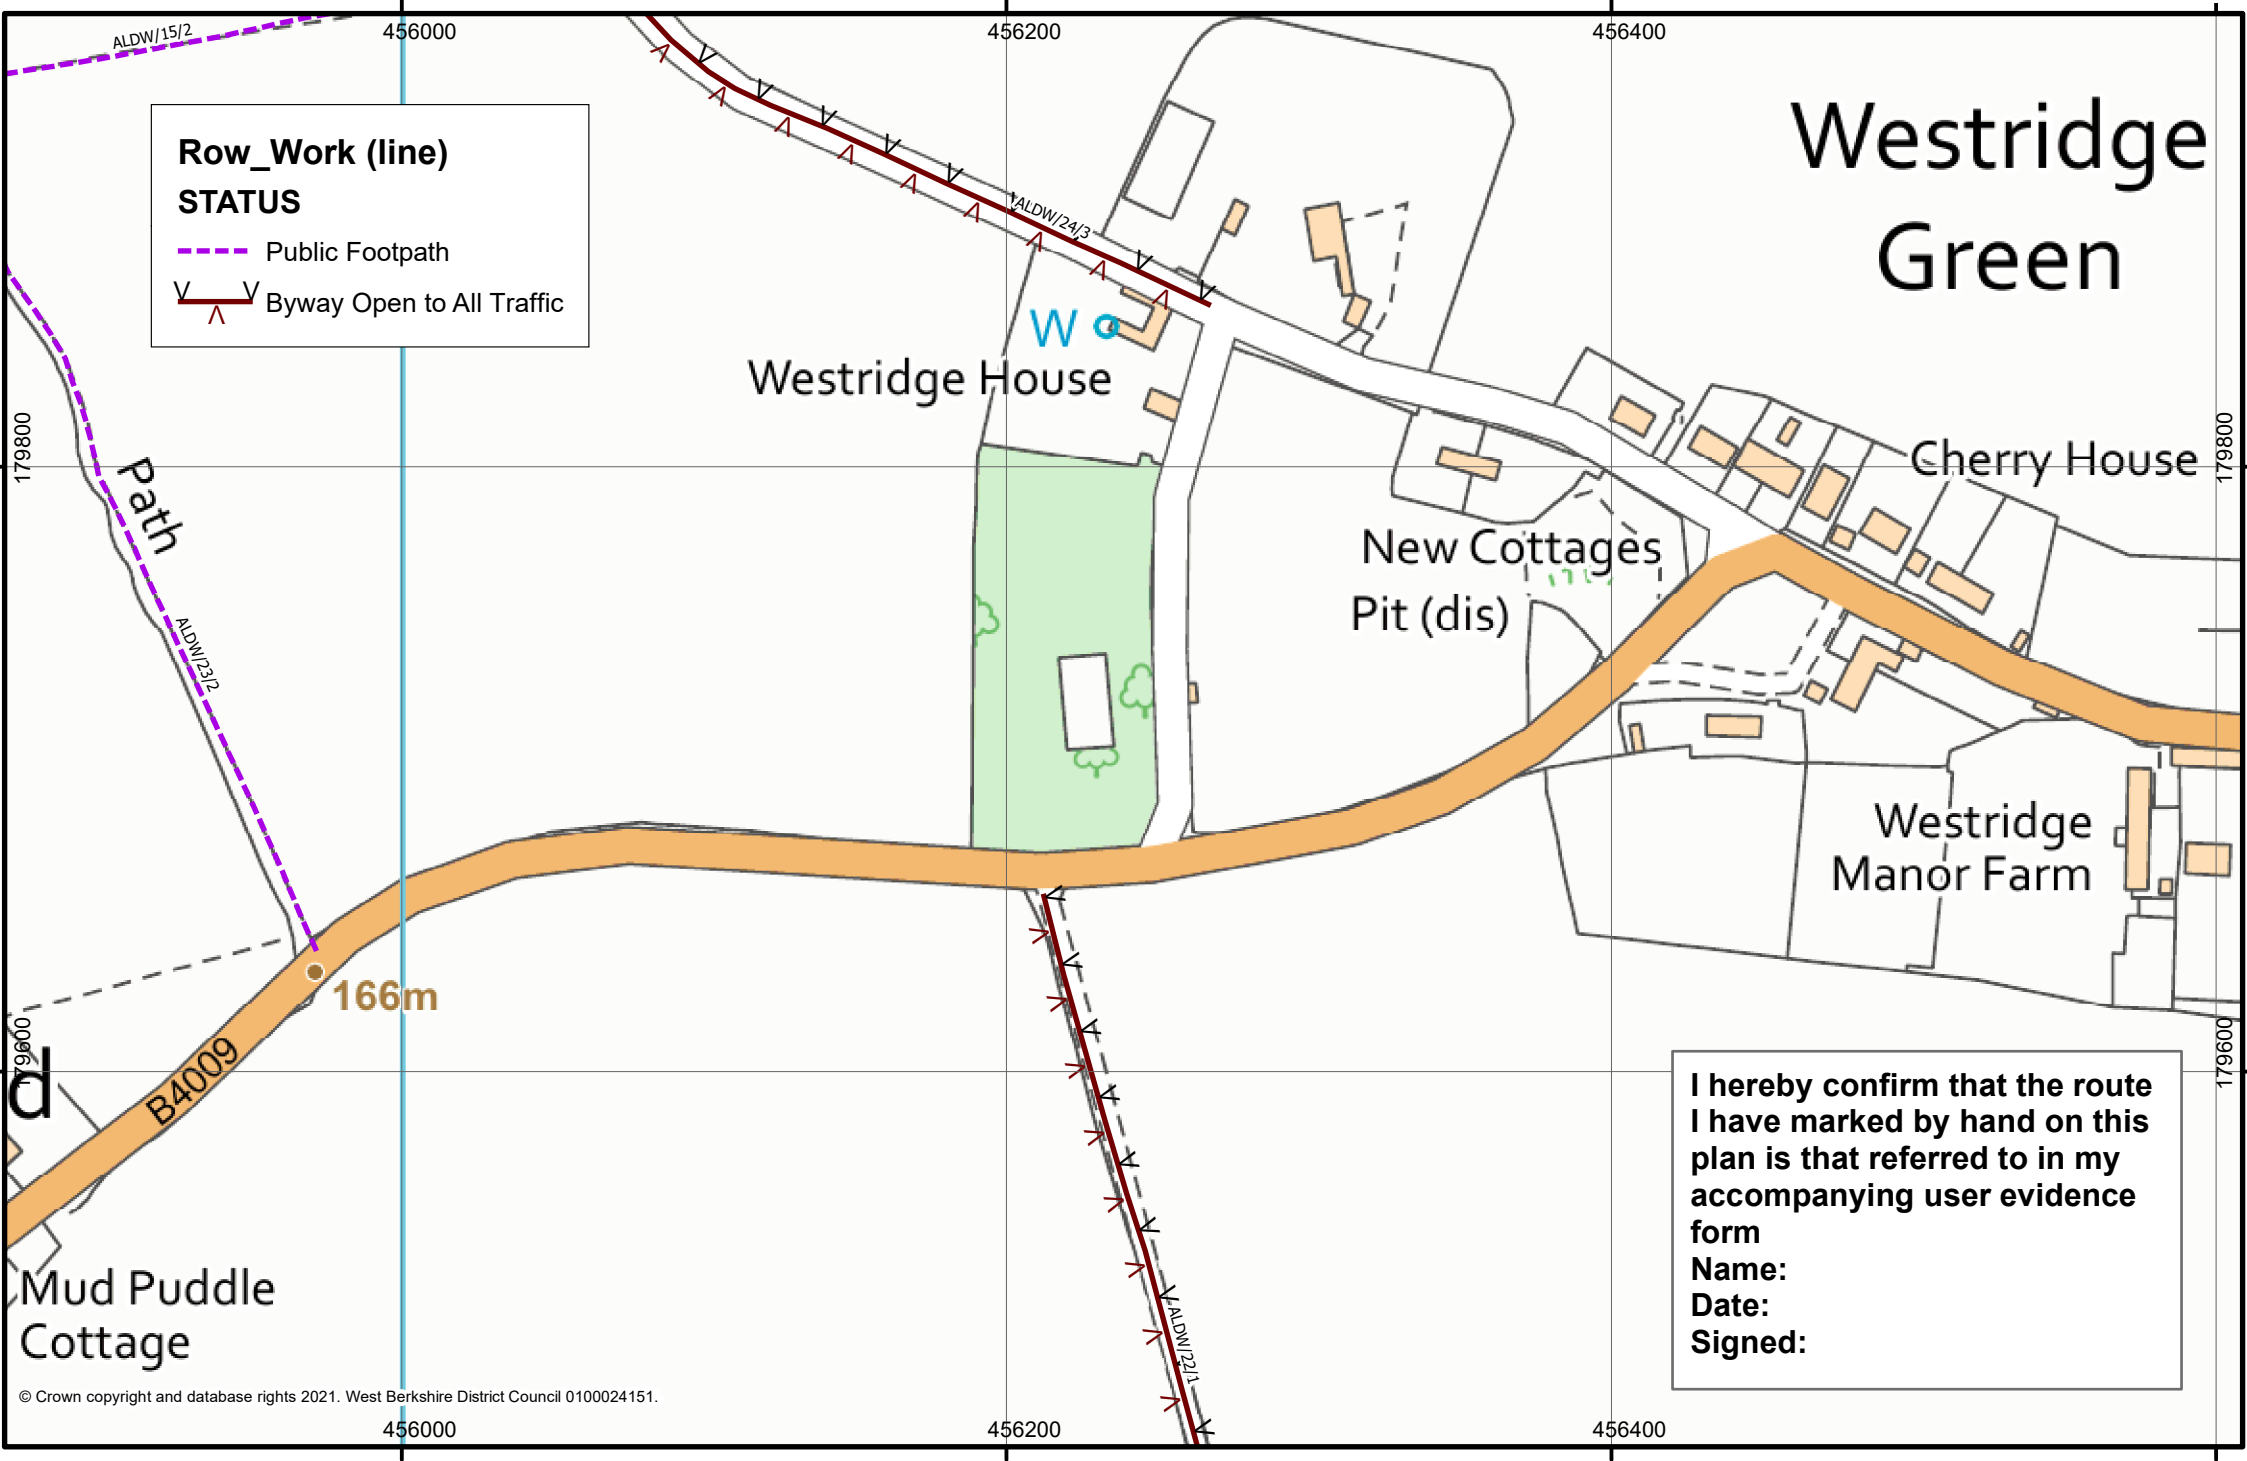 456000
456200
456400
ALDW/15/2
Row_Work (line)
STATUS
Public Footpath
Byway Open to All Traffic
Westridge
Green
ALDW/24/3
W
Westridge House
179800
179800
Cherry House
Path
New Cottages
Pit (dis)
ALDW/23/2
Westridge
Manor Farm
166m
179600
179600
d
B4009
I hereby confirm that the route
I have marked by hand on this
plan is that referred to in my
accompanying user evidence
form
Name:
Date:
Signed:
Mud Puddle
Cottage
ALDW/22/1
© Crown copyright and database rights 2021. West Berkshire District Council 0100024151.
456000
456200
456400